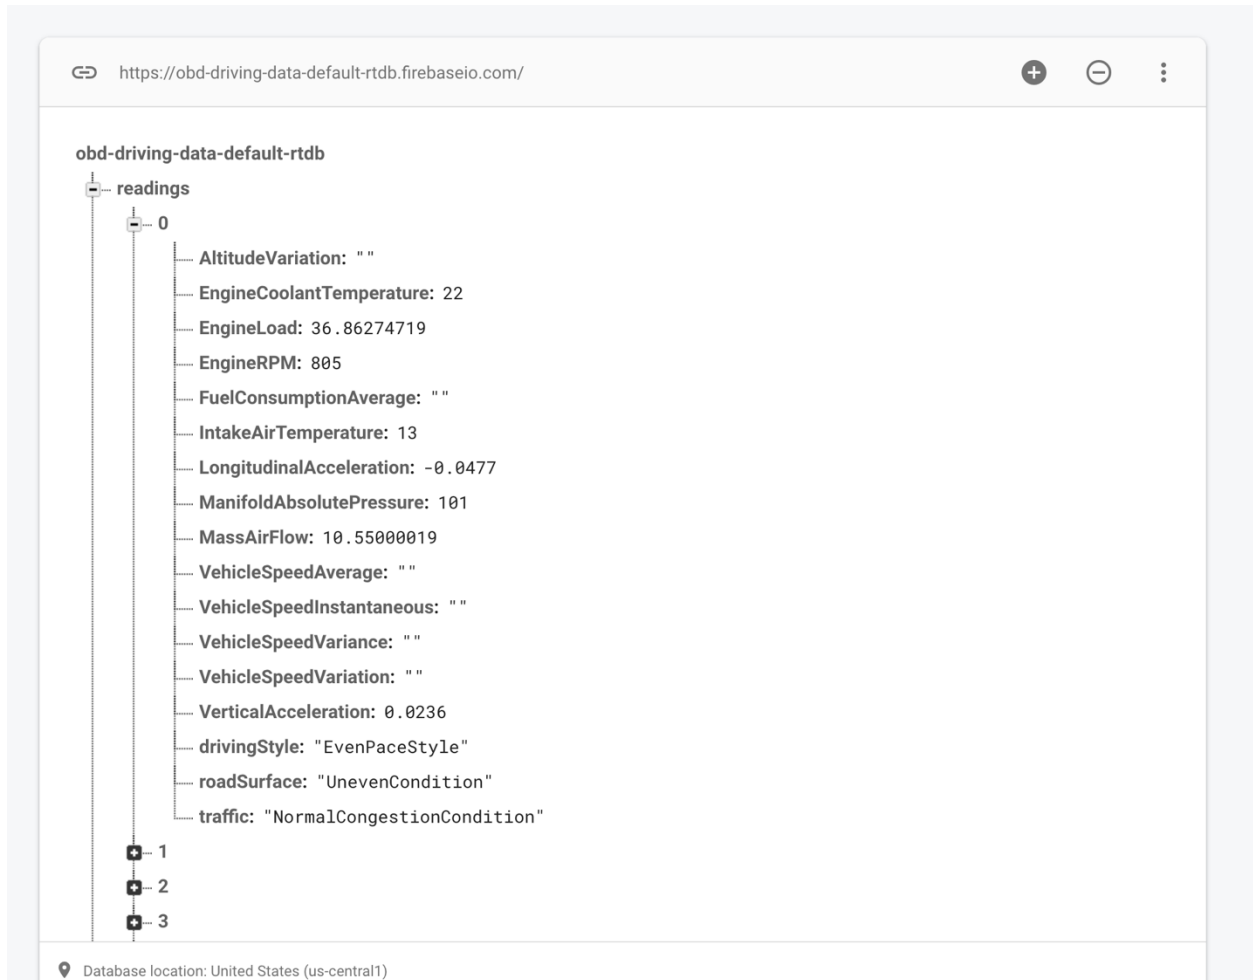 https://obd-driving-data-default-rtdb.firebaseio.com/
obd-driving-data-default-rtdb
readings
0
AltitudeVariation: ""
EngineCoolantTemperature: 22
EngineLoad: 36.86274719
EngineRPM: 805
FuelConsumptionAverage: ""
IntakeAirTemperature: 13
LongitudinalAcceleration: -0.0477
ManifoldAbsolutePressure: 101
MassAirFlow: 10.55000019
VehicleSpeedAverage: ""
VehicleSpeedInstantaneous: ""
VehicleSpeedVariance: ""
VehicleSpeedVariation: ""
VerticalAcceleration: 0.0236
drivingStyle: "EvenPaceStyle"
roadSurface: "UnevenCondition"
traffic: "NormalCongestionCondition"
1
2
3
Database location: United States (us-central1)